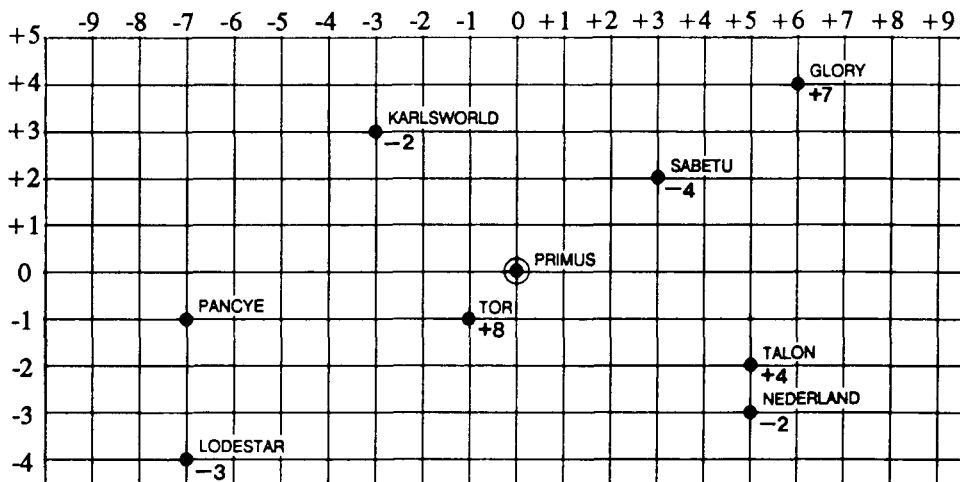 -9 -8 -7 -6 -5 -4 -3 -2 -1 0 +1 +2 +3 +4 +5 +6 +7 +8 +9
+5
GLORY
+4
+7
KARLSWORLD
+3
−2
SABETU
+2
−4
+1
PRIMUS
0
PANCYE
TOR
-1
+8
TALON
-2
+4
NEDERLAND
-3
−2
LODESTAR
-4
−3